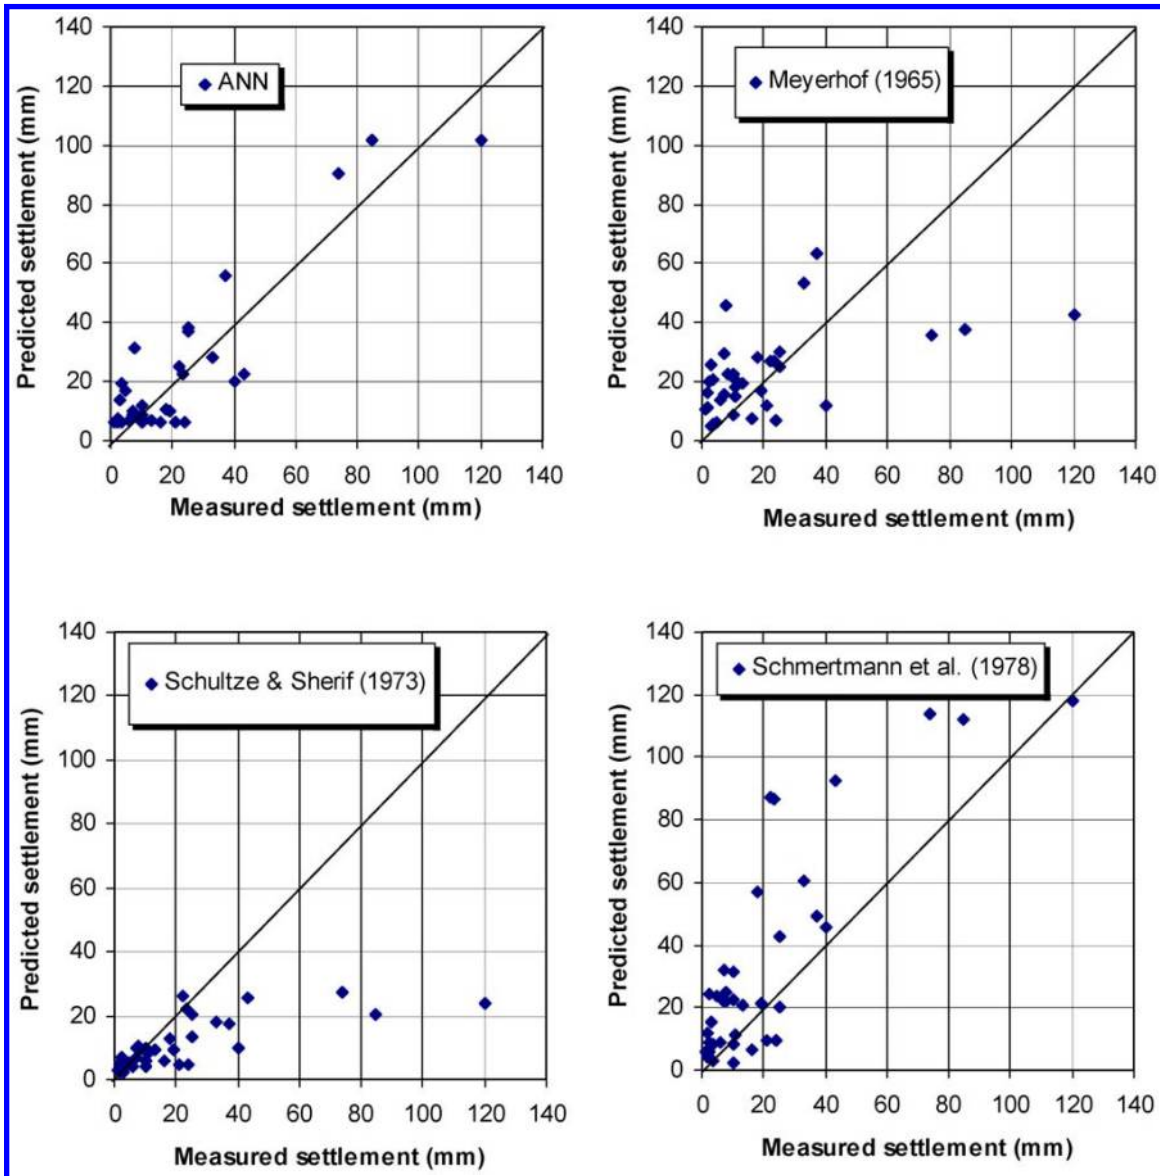 ANN
Predicted settlement (mm)
140
120
100
80
60
40
20
0
0 20 40 60 80 100 120 140
Measured settlement (mm)
Meyerhof (1965)
Predicted settlement (mm)
140
120
100
80
60
40
20
0
0 20 40 60 80 100 120 140
Measured settlement (mm)
Schultze & Sherif (1973)
Predicted settlement (mm)
140
120
100
80
60
40
20
0
0 20 40 60 80 100 120 140
Measured settlement (mm)
Schmertmann et al. (1978)
Predicted settlement (mm)
140
120
100
80
60
40
20
0
0 20 40 60 80 100 120 140
Measured settlement (mm)